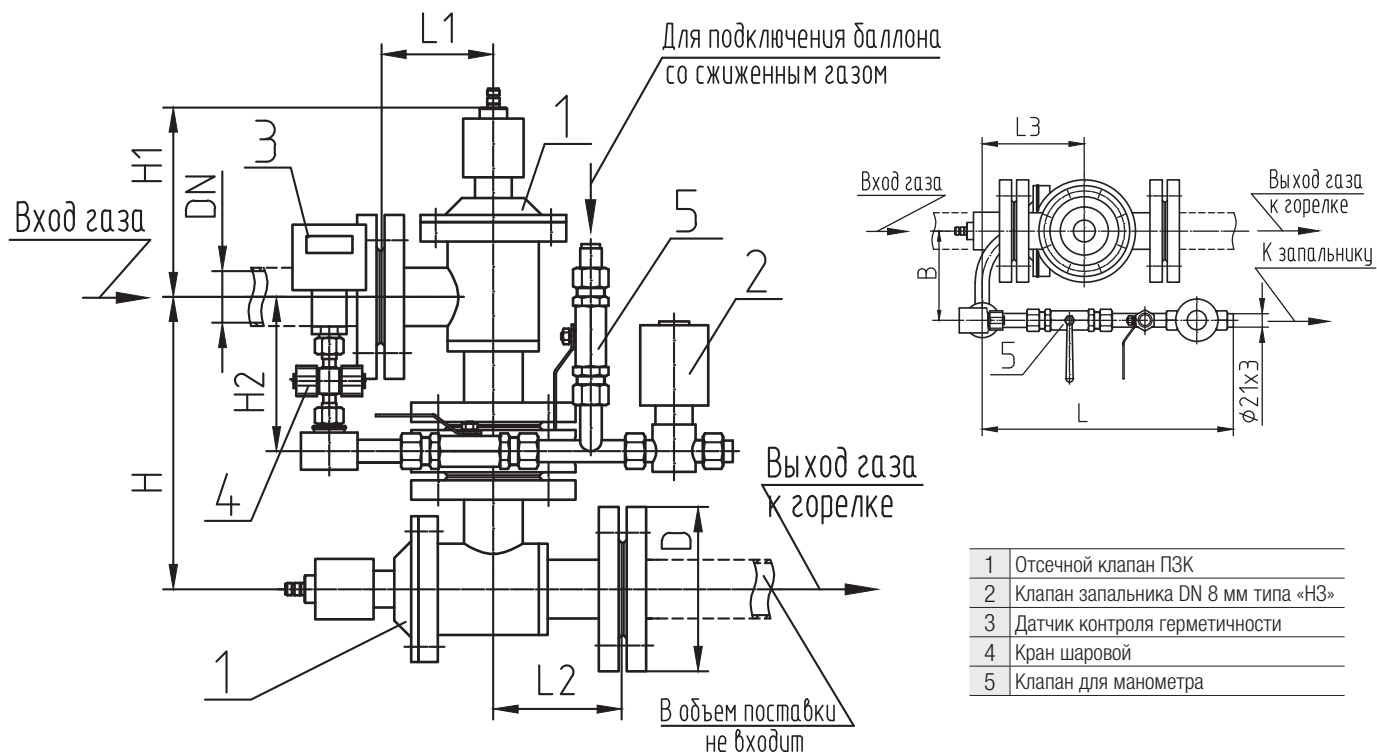 L1
Для подключения баллона
со сжиженным газом
H1
3
1
DN
Вход газа
5
2
H2
H
4
Выход газа
к горелке
D
1
L2
В объем поставки
не входит
L3
Вход газа
Выход газа
к горелке
К запальнику
B
5
L
ϕ21x3
1 Отсечной клапан ПЗК
2 Клапан запальника DN 8 мм типа «НЗ»
3 Датчик контроля герметичности
4 Кран шаровой
5 Клапан для манометра